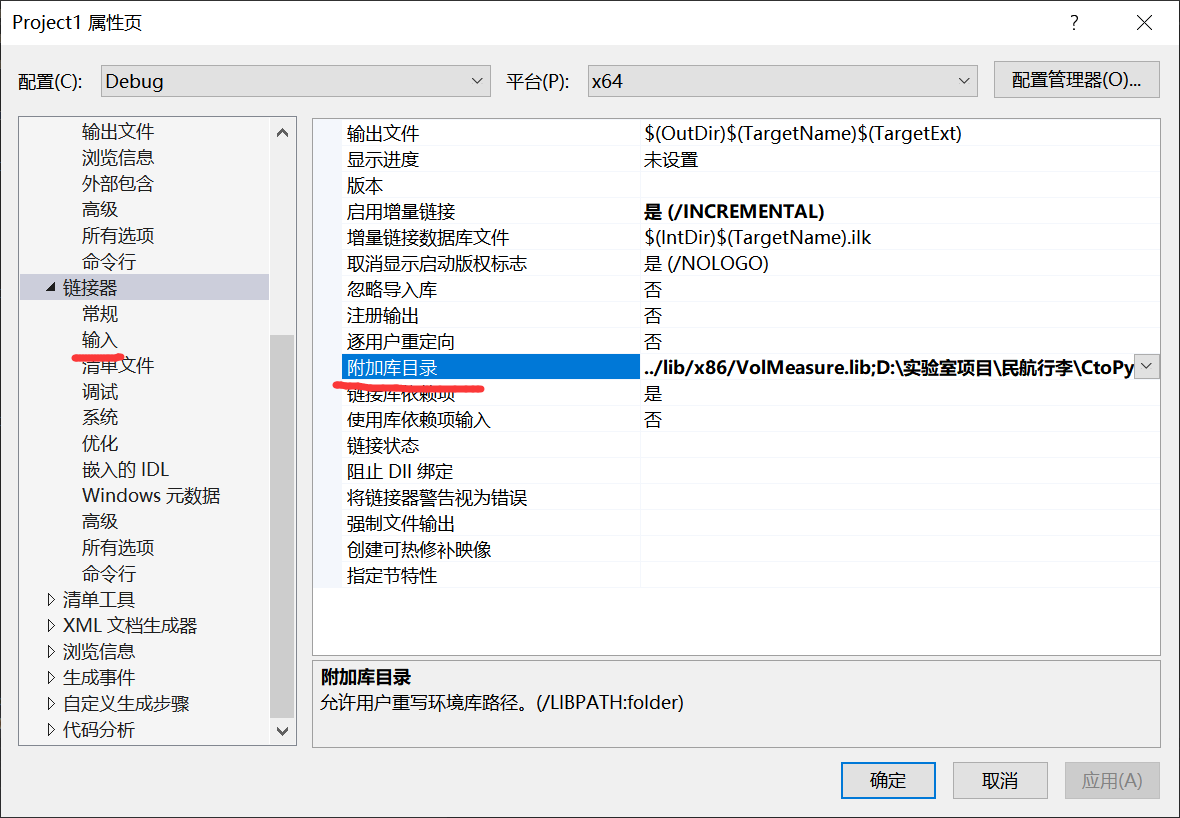 Project1 属性页
配置(C): Debug 平台(P): x64 配置管理器(O)...
输出文件
浏览信息
外部包含
高级
所有选项
命令行
链接器
常规
输入
清单文件
调试
系统
优化
嵌入的 IDL
Windows 元数据
高级
所有选项
命令行
清单工具
XML 文档生成器
浏览信息
生成事件
自定义生成步骤
代码分析
输出文件 $(OutDir)$(TargetName)$(TargetExt)
显示进度 未设置
版本
启用增量链接 是 (/INCREMENTAL)
增量链接数据库文件 $(IntDir)$(TargetName).ilk
取消显示启动版权标志 是 (/NOLOGO)
忽略导入库 否
注册输出 否
逐用户重定向 否
附加库目录 ../lib/x86/VolMeasure.lib;D:\实验室项目\民航行李\CtoPy
链接库依赖项 是
使用库依赖项输入 否
链接状态
阻止 Dll 绑定
将链接器警告视为错误
强制文件输出
创建可热修补映像
指定节特性
附加库目录
允许用户重写环境库路径。(/LIBPATH:folder)
确定 取消 应用(A)